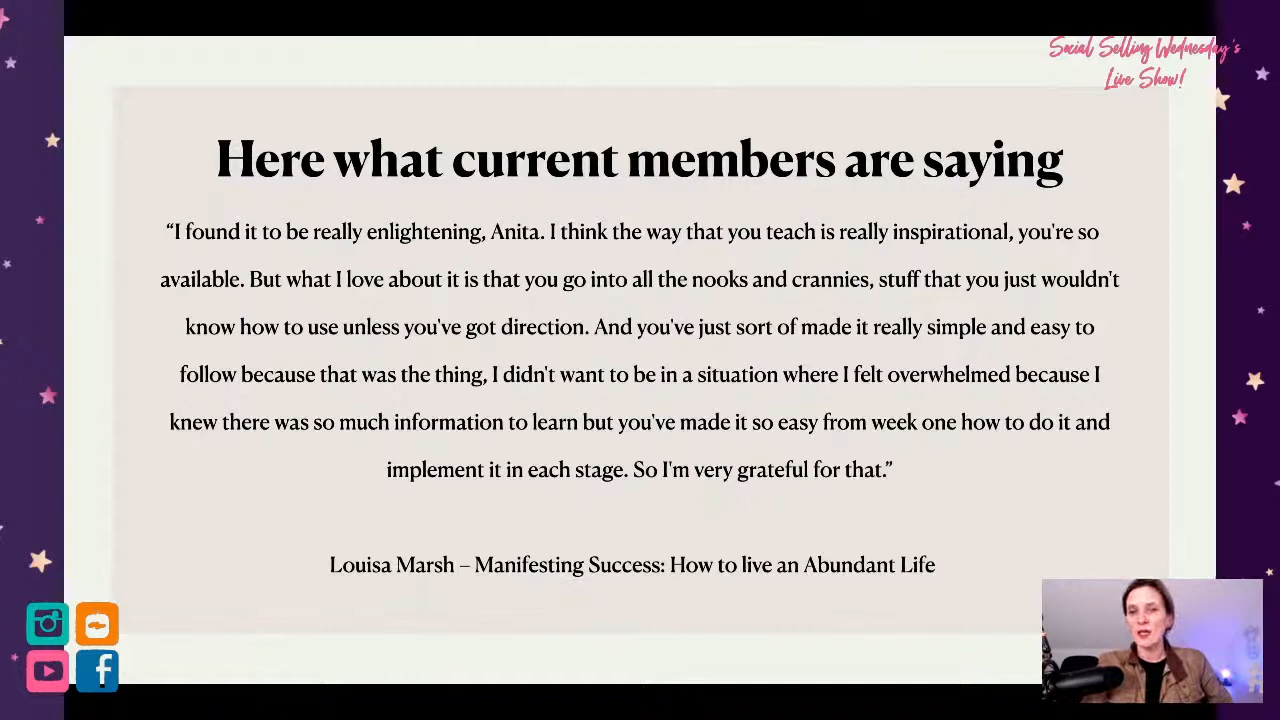 Social Selling Wednesday's
Live Show!
Here what current members are saying
“I found it to be really enlightening, Anita. I think the way that you teach is really inspirational, you're so
available. But what I love about it is that you go into all the nooks and crannies, stuff that you just wouldn't
know how to use unless you've got direction. And you've just sort of made it really simple and easy to
follow because that was the thing, I didn't want to be in a situation where I felt overwhelmed because I
knew there was so much information to learn but you've made it so easy from week one how to do it and
implement it in each stage. So I'm very grateful for that.”
Louisa Marsh – Manifesting Success: How to live an Abundant Life